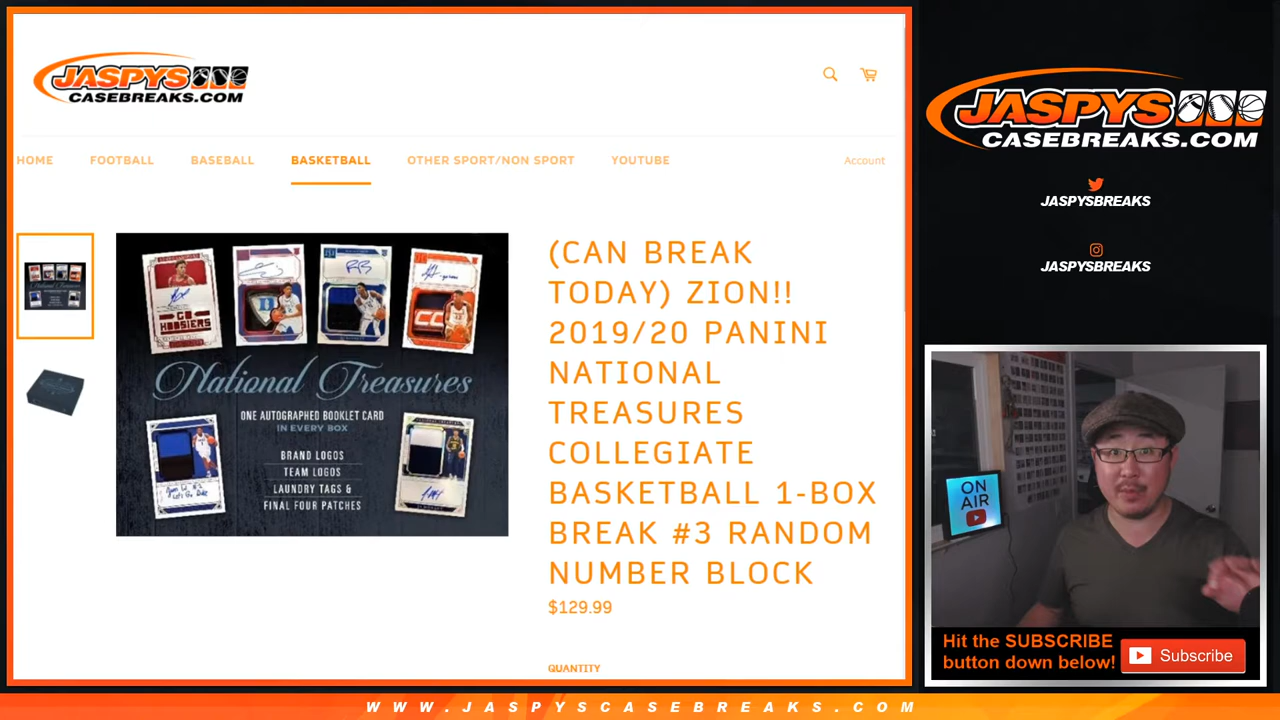 JASPYS
CASEBREAKS.COM
HOME FOOTBALL BASEBALL BASKETBALL OTHER SPORT/NON SPORT YOUTUBE Account
GO
HOOSIERS
National Treasures
ONE AUTOGRAPHED BOOKLET CARD
IN EVERY BOX
BRAND LOGOS
TEAM LOGOS
LAUNDRY TAGS &
FINAL FOUR PATCHES
(CAN BREAK
TODAY) ZION!!
2019/20 PANINI
NATIONAL
TREASURES
COLLEGIATE
BASKETBALL 1-BOX
BREAK #3 RANDOM
NUMBER BLOCK
$129.99
QUANTITY
JASPYS
CASEBREAKS.COM
JASPYSBREAKS
JASPYSBREAKS
ON
AIR
Hit the SUBSCRIBE
button down below!
Subscribe
WWW.JASPYSCASEBREAKS.COM